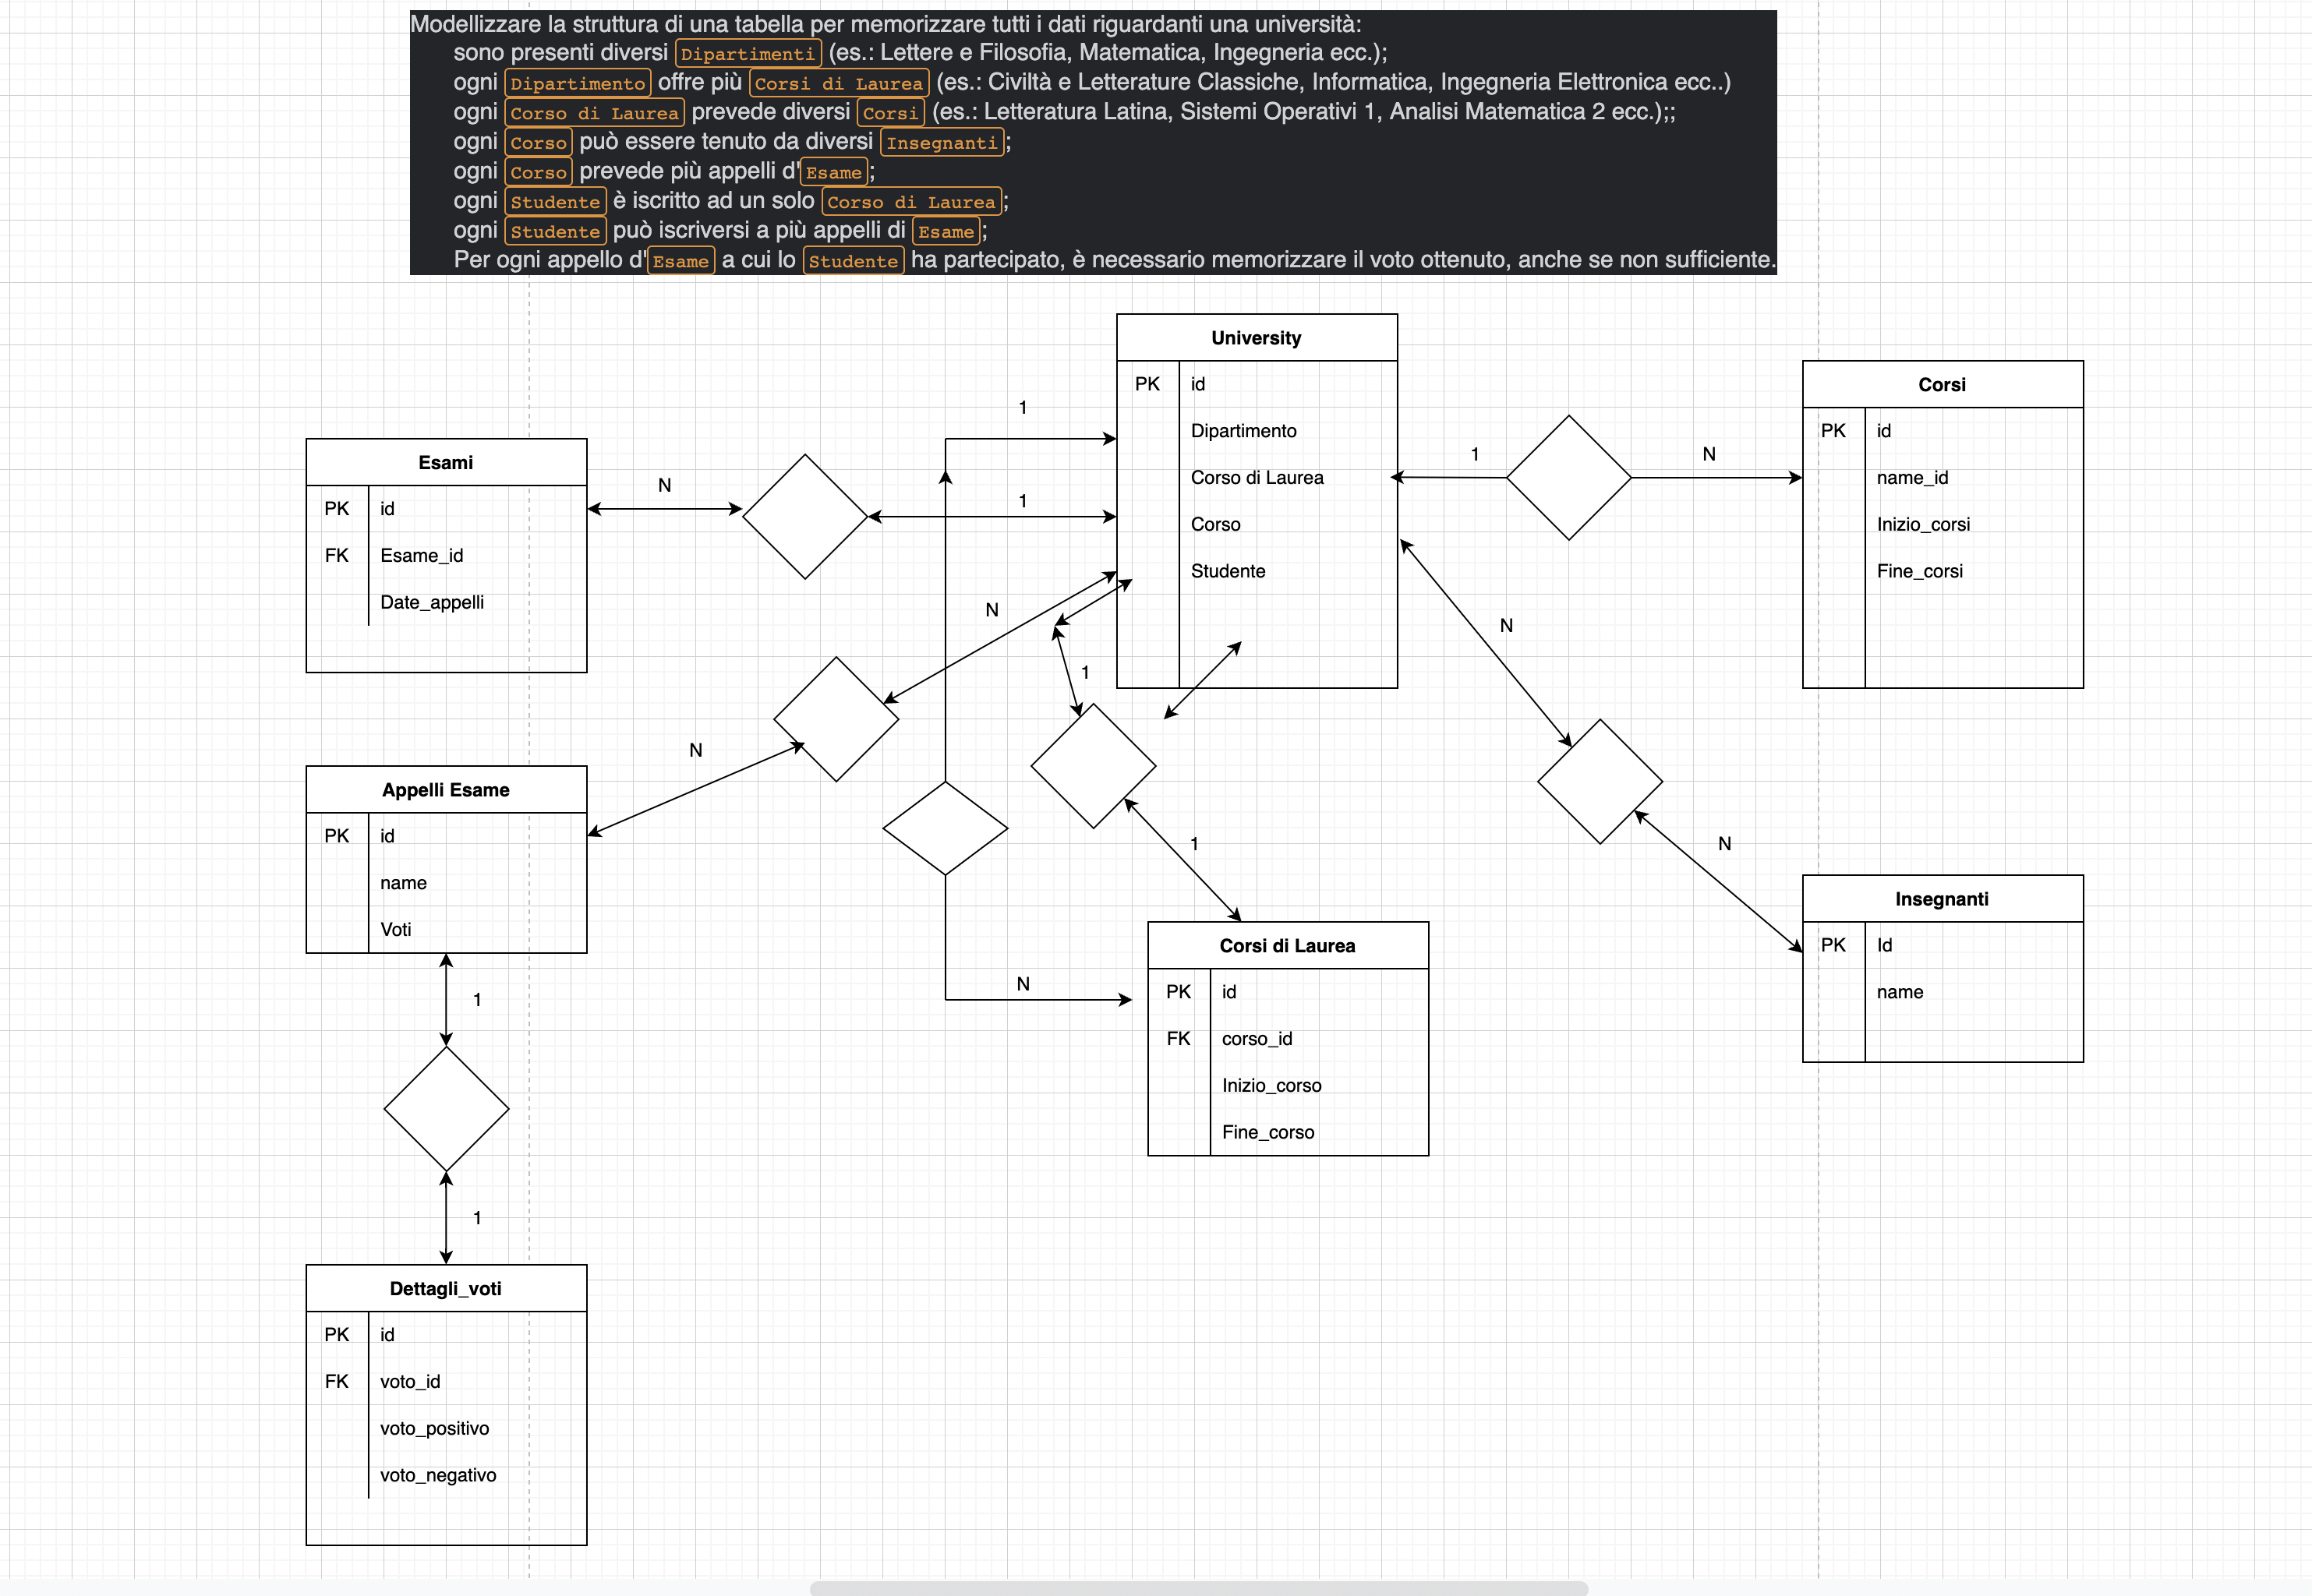 Modellizzare la struttura di una tabella per memorizzare tutti i dati riguardanti una università:
sono presenti diversi Dipartimenti (es.: Lettere e Filosofia, Matematica, Ingegneria ecc.);
ogni Dipartimento offre più Corsi di Laurea (es.: Civiltà e Letterature Classiche, Informatica, Ingegneria Elettronica ecc..)
ogni Corso di Laurea prevede diversi Corsi (es.: Letteratura Latina, Sistemi Operativi 1, Analisi Matematica 2 ecc.);;
ogni Corso può essere tenuto da diversi Insegnanti;
ogni Corso prevede più appelli d'Esame;
ogni Studente è iscritto ad un solo Corso di Laurea;
ogni Studente può iscriversi a più appelli di Esame;
Per ogni appello d'Esame a cui lo Studente ha partecipato, è necessario memorizzare il voto ottenuto, anche se non sufficiente.
University
PK id
Dipartimento
Corso di Laurea
Corso
Studente
Corsi
PK id
name_id
Inizio_corsi
Fine_corsi
Esami
PK id
FK Esame_id
Date_appelli
1
N
1
1
N
N
1
N
N
Appelli Esame
PK id
name
Voti
1
N
N
Insegnanti
PK Id
name
Corsi di Laurea
PK id
FK corso_id
Inizio_corso
Fine_corso
1
1
Dettagli_voti
PK id
FK voto_id
voto_positivo
voto_negativo